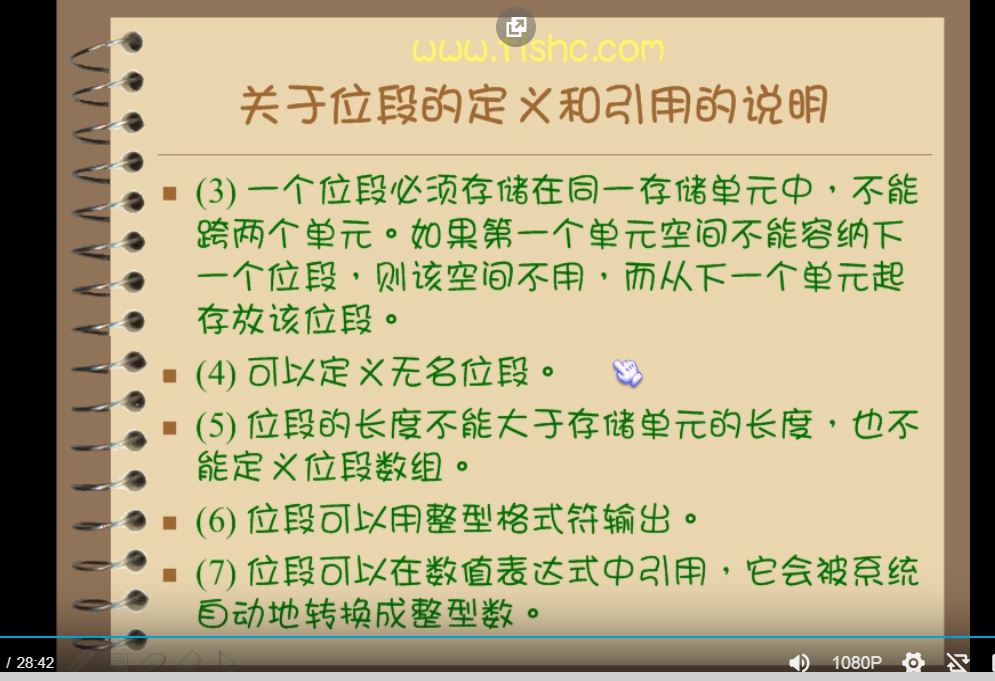 关于位段的定义和引用的说明
(3) 一个位段必须存储在同一存储单元中,不能
跨两个单元。如果第一个单元空间不能容纳下
一个位段,则该空间不用,而从下一个单元起
存放该位段。
(4) 可以定义无名位段。
(5) 位段的长度不能大于存储单元的长度,也不
能定义位段数组。
(6) 位段可以用整型格式符输出。
(7) 位段可以在数值表达式中引用,它会被系统
自动地转换成整型数。
/ 28:42 1080P